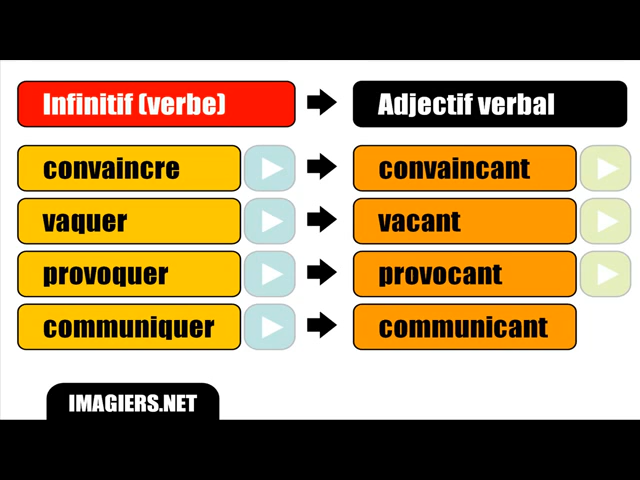 Infinitif (verbe) Adjectif verbal
convaincre convaincant
vaquer vacant
provoquer provocant
communiquer communicant
IMAGIERS.NET